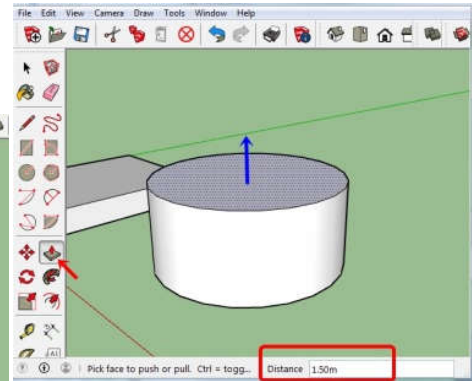 File Edit View Camera Draw Tools Window Help
Pick face to push or pull. Ctrl = togg...
Distance 1.50m